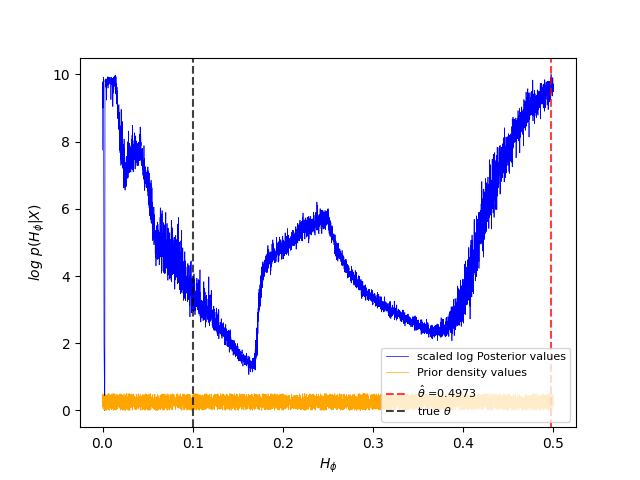 10
8
6
4
2
0
log p(H_ϕ|X)
scaled log Posterior values
Prior density values
θ̂ =0.4973
true θ
0.0 0.1 0.2 0.3 0.4 0.5
H_ϕ